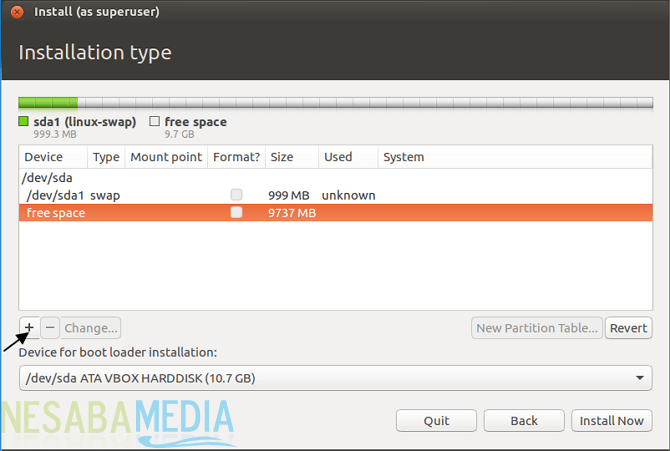 Install (as superuser)
Installation type
sda1 (linux-swap) free space
999.3 MB 9.7 GB
Device Type Mount point Format? Size Used System
/dev/sda
/dev/sda1 swap 999 MB unknown
free space 9737 MB
+ − Change... New Partition Table... Revert
Device for boot loader installation:
/dev/sda ATA VBOX HARDDISK (10.7 GB)
NESABAMEDIA
Quit Back Install Now